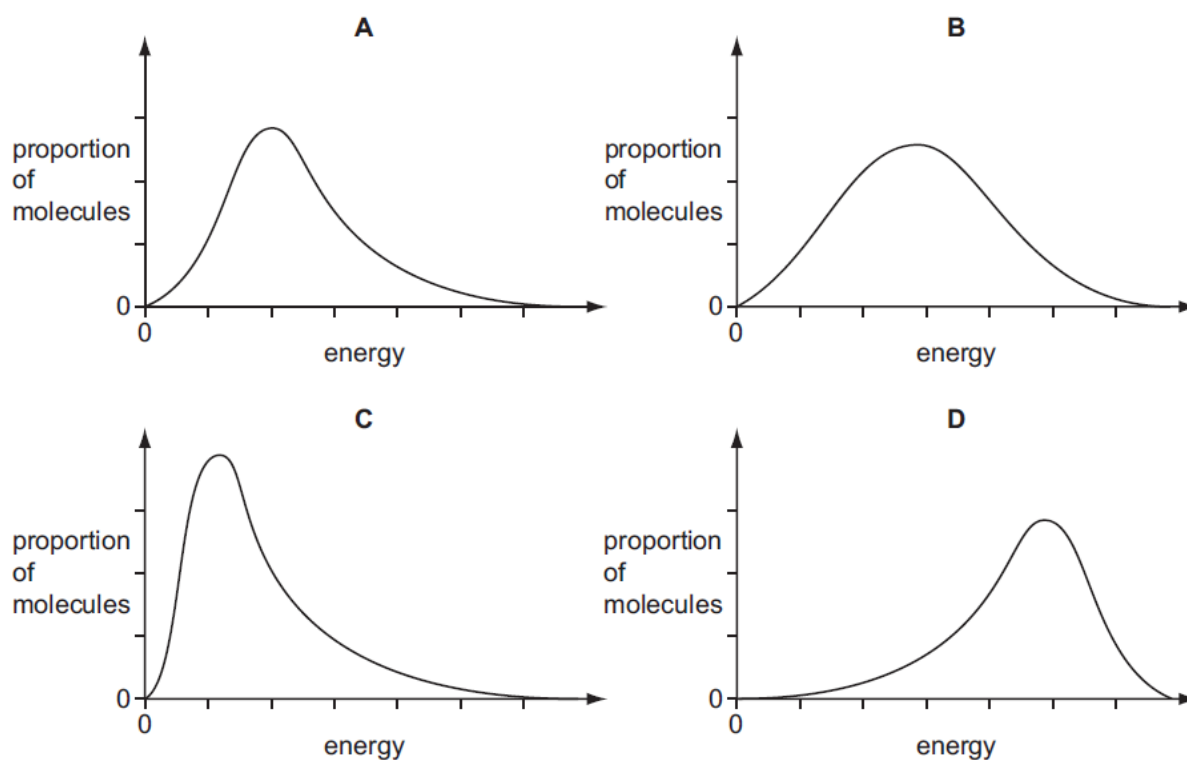 A
proportion
of
molecules
0
0
energy
B
proportion
of
molecules
0
0
energy
C
proportion
of
molecules
0
0
energy
D
proportion
of
molecules
0
0
energy